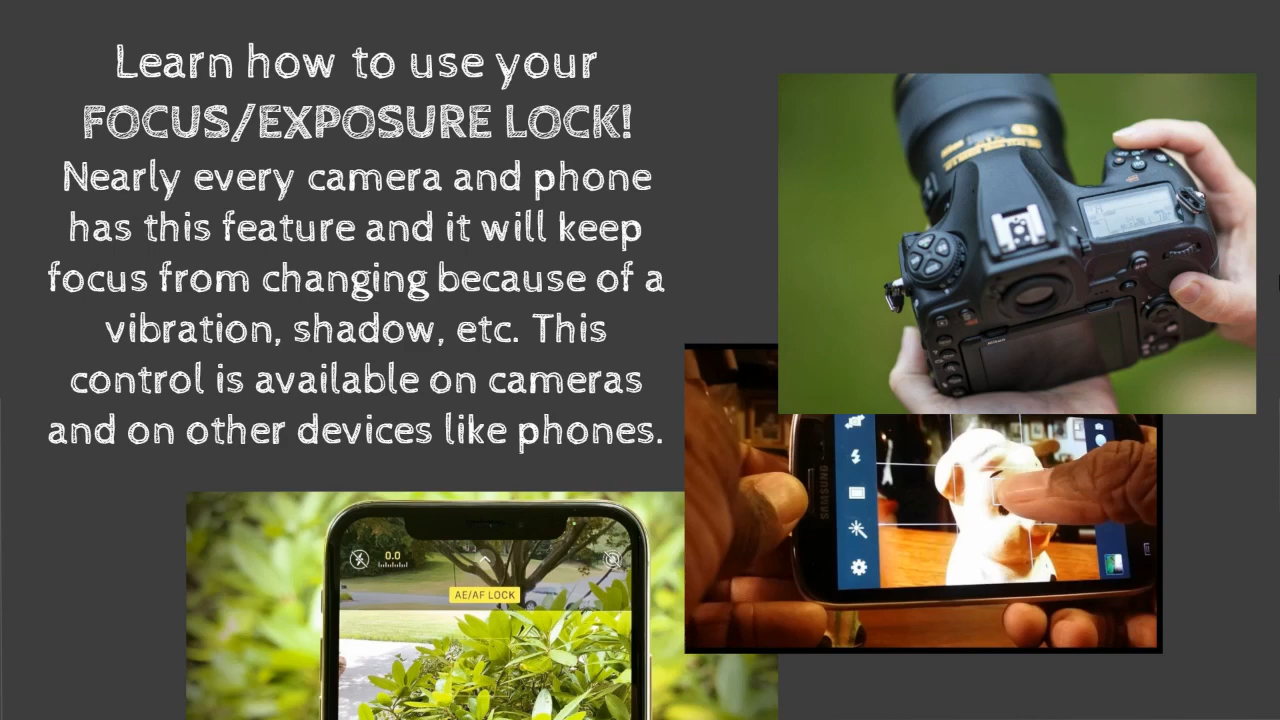 Learn how to use your
FOCUS/EXPOSURE LOCK!
Nearly every camera and phone
has this feature and it will keep
focus from changing because of a
vibration, shadow, etc. This
control is available on cameras
and on other devices like phones.
Nikon
SAMSUNG
0.0
AE/AF LOCK